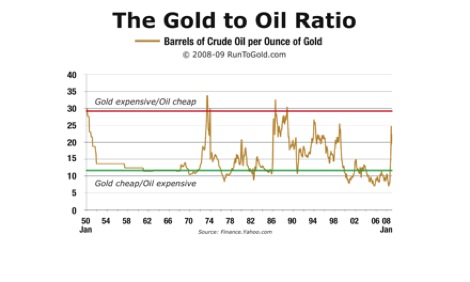 The Gold to Oil Ratio
Barrels of Crude Oil per Ounce of Gold
© 2008-09 RunToGold.com
40
35
Gold expensive/Oil cheap
30
25
20
15
10
Gold cheap/Oil expensive
5
0
50 54 58 62 66 70 74 78 82 86 90 94 98 02 06 08
Jan Jan
Source: Finance.Yahoo.com